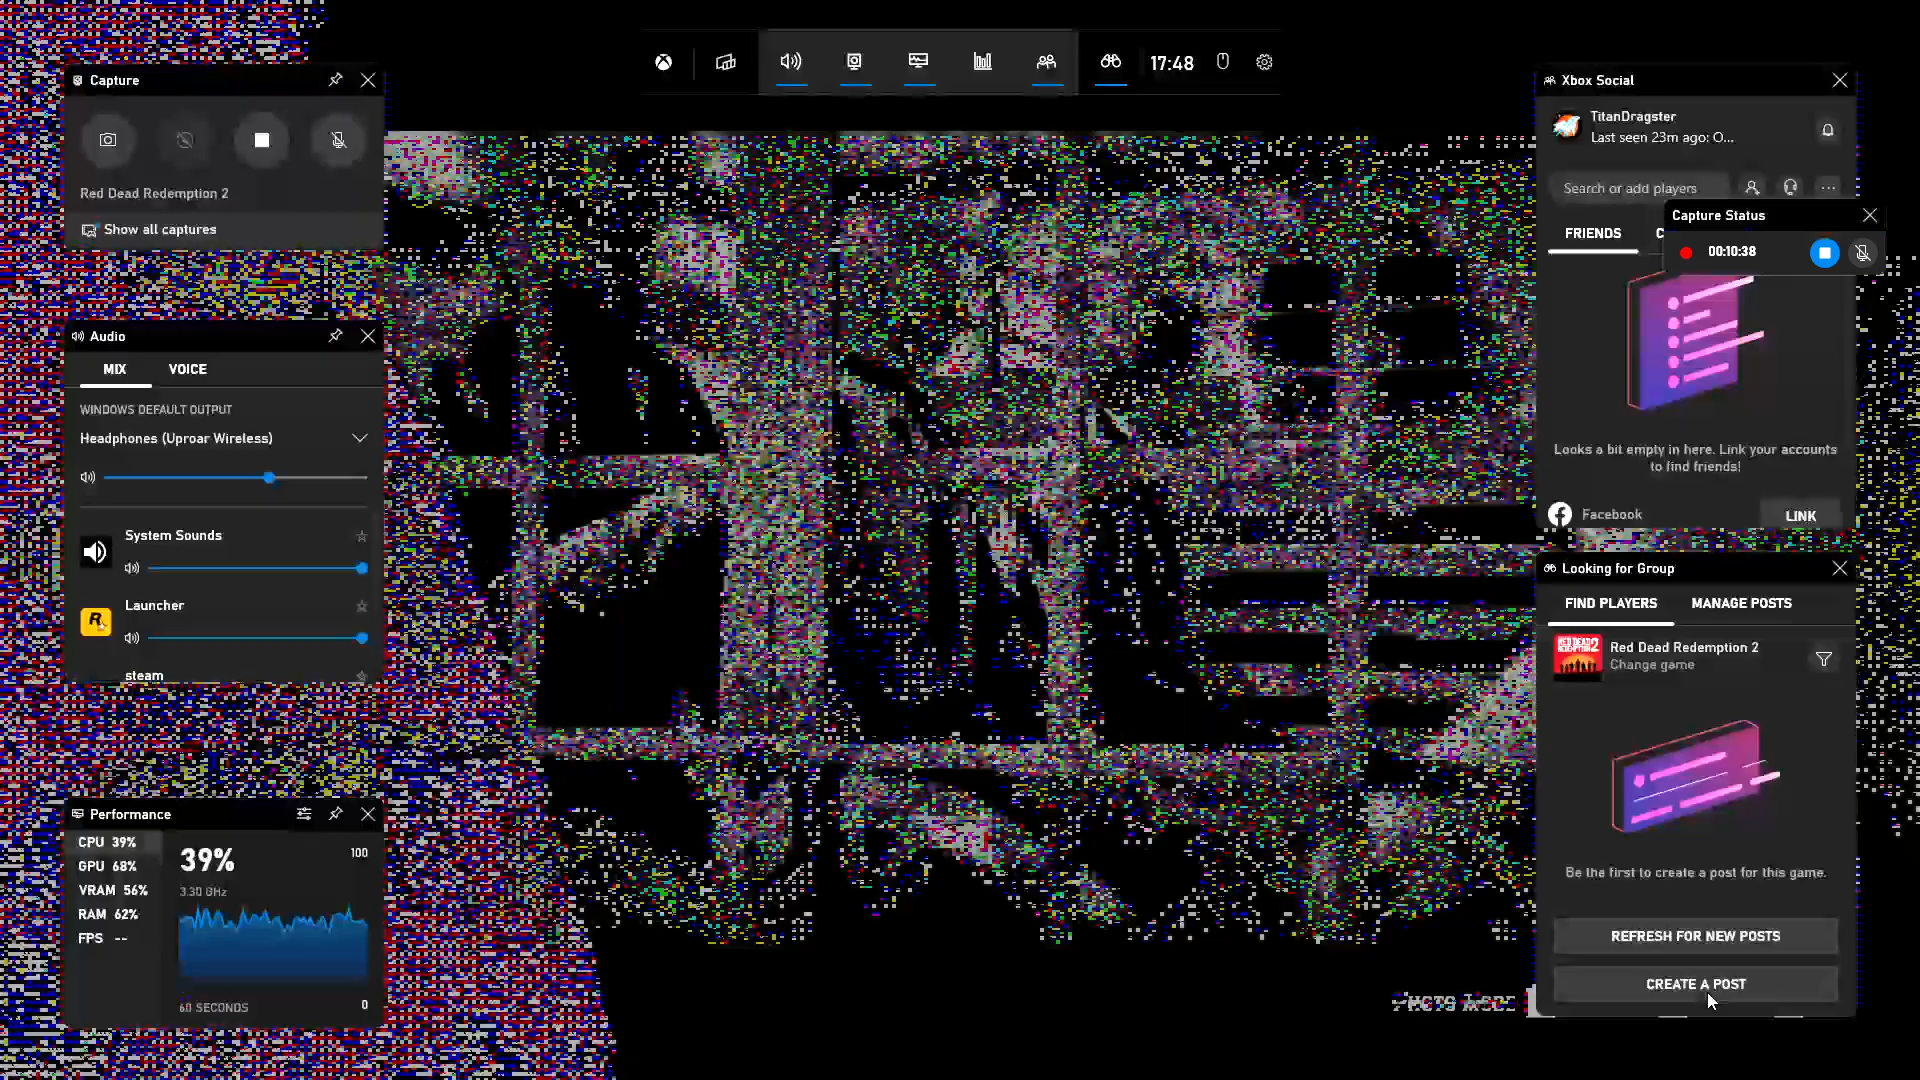 17:48
Capture
Red Dead Redemption 2
Show all captures
Audio
MIX
VOICE
WINDOWS DEFAULT OUTPUT
Headphones (Uproar Wireless)
System Sounds
Launcher
R
steam
Performance
CPU 39%
GPU 68%
VRAM 56%
RAM 62%
FPS --
39%
100
3.30 GHz
60 SECONDS
0
Xbox Social
TitanDragster
Last seen 23m ago: O...
Search or add players
FRIENDS
C
Capture Status
00:10:38
Looks a bit empty in here. Link your accounts
to find friends!
Facebook
LINK
Looking for Group
FIND PLAYERS
MANAGE POSTS
RED DEAD
REDEMPTION 2
Red Dead Redemption 2
Change game
Be the first to create a post for this game.
REFRESH FOR NEW POSTS
CREATE A POST